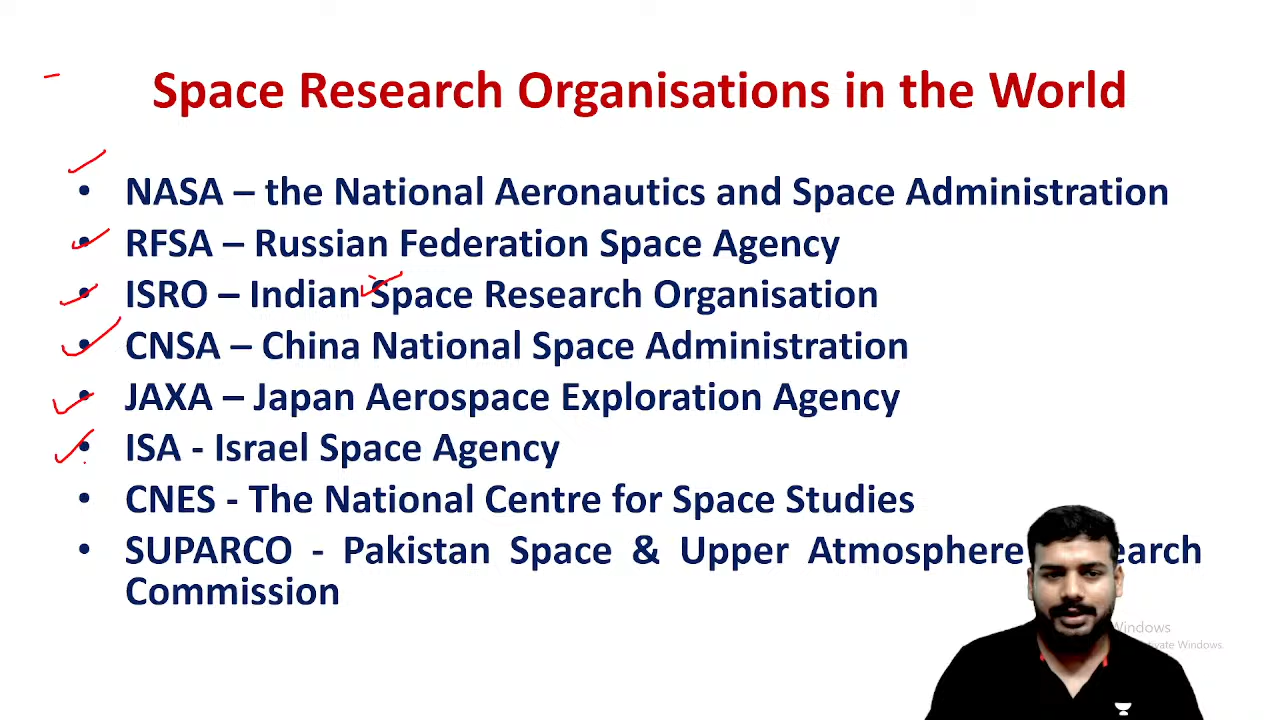 Space Research Organisations in the World
• NASA – the National Aeronautics and Space Administration
• RFSA – Russian Federation Space Agency
• ISRO – Indian Space Research Organisation
• CNSA – China National Space Administration
• JAXA – Japan Aerospace Exploration Agency
• ISA - Israel Space Agency
• CNES - The National Centre for Space Studies
• SUPARCO - Pakistan Space & Upper Atmosphere
Commission
Windows
Windows.